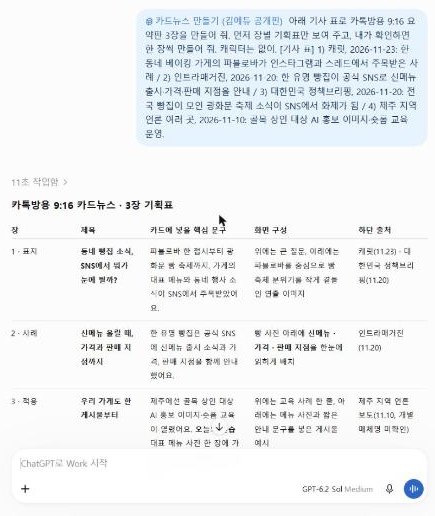 @ 카드뉴스 만들기 (김에듀 공개판) 아래 기사 표로 카톡방용 9:16 요
약판 3장을 만들어 줘. 먼저 장별 기획표만 보여 주고, 내가 확인하면
한 장씩 만들어 줘. 캐릭터는 없이. [기사 표] 1) 캐릿, 2026-11-23: 한
동네 베이킹 가게의 파블로바가 인스타그램과 스레드에서 주목받은 사
례 / 2) 인트라매거진, 2026-11-20: 한 유명 빵집이 공식 SNS로 신메뉴
출시·가격·판매 지점을 안내 / 3) 대한민국 정책브리핑, 2026-11-20: 전
국 빵집이 모인 광화문 축제 소식이 SNS에서 화제가 됨 / 4) 제주 지역
언론 여러 곳, 2026-11-10: 골목 상인 대상 AI 홍보 이미지·숏폼 교육
운영.
11초 작업함 >
카톡방용 9:16 카드뉴스 · 3장 기획표
장 제목 카드에 넣을 핵심 문구 화면 구성 하단 출처
1 · 표지 동네 빵집 소식, SNS에서 뭐가 눈에 띌까? 파블로바 한 접시부터 광화문 빵 축제까지, 가게의 대표 메뉴와 동네 행사 소식이 SNS에서 주목받았어요. 위에는 큰 질문, 아래에는 파블로바를 중심으로 빵 축제 분위기를 작게 곁들인 연출 이미지 캐릿(11.23) · 대한민국 정책브리핑(11.20)
2 · 사례 신메뉴 올릴 때, 가격과 판매 지점까지 한 유명 빵집은 공식 SNS에서 신메뉴 출시 소식과 가격, 판매 지점을 함께 안내했어요. 빵 사진 아래에 신메뉴 · 가격 · 판매 지점을 한눈에 읽히게 배치 인트라매거진(11.20)
3 · 적용 우리 가게도 한 게시물부터 제주에선 골목 상인 대상 AI 홍보 이미지·숏폼 교육이 열렸어요. 대표 메뉴 사진 한 장에 가 위에는 교육 사례 한 줄, 아래에는 메뉴 사진과 짧은 안내 문구를 넣은 게시물 예시 제주 지역 언론 보도(11.10, 개별 매체명 미확인)
ChatGPT로 Work 시작
+ GPT-6.2 Sol Medium